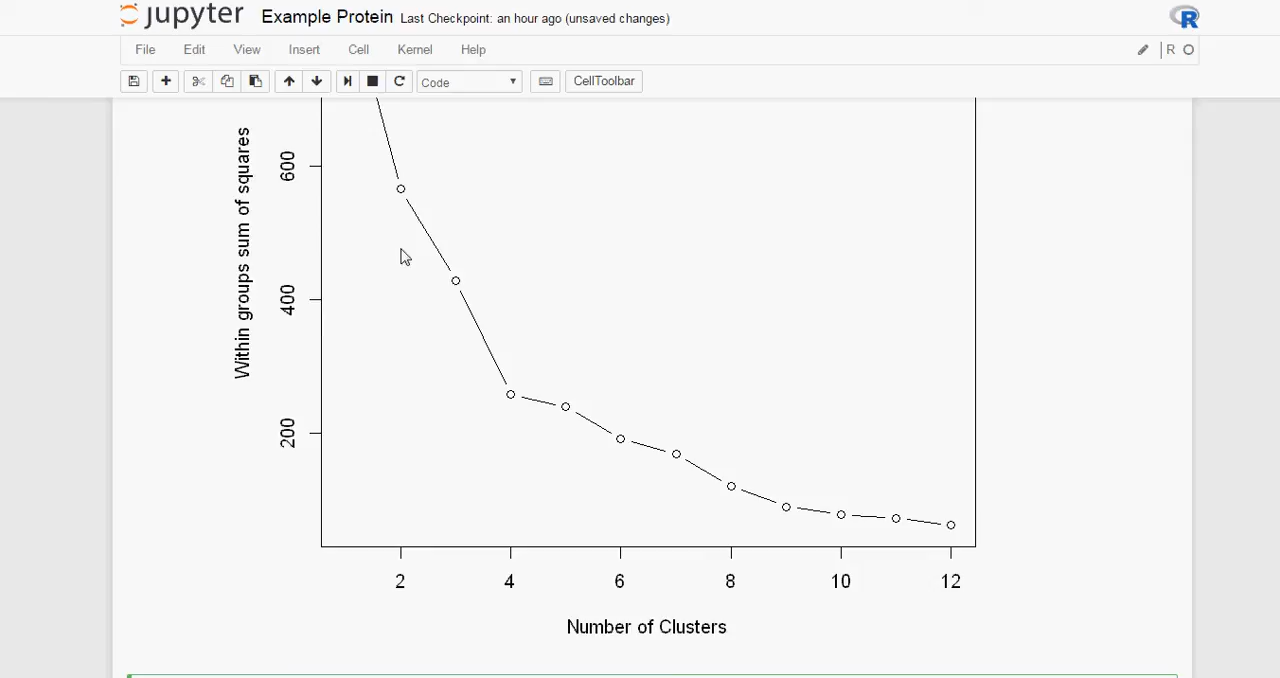 jupyter Example Protein Last Checkpoint: an hour ago (unsaved changes) R
File Edit View Insert Cell Kernel Help R
Code CellToolbar
Within groups sum of squares
600
400
200
2 4 6 8 10 12
Number of Clusters